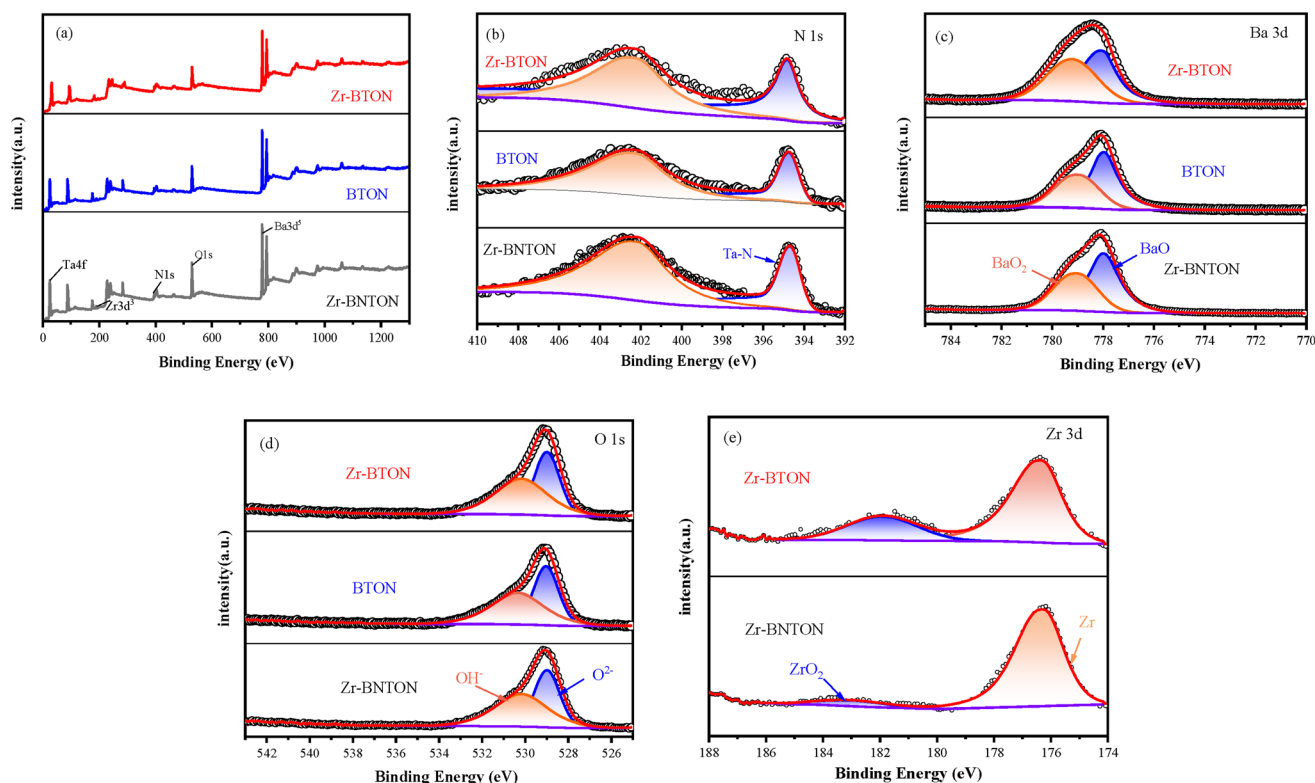 (a)
Zr-BTON
BTON
Ta4f
Zr3d⁵
N1s
O1s
Ba3d⁵
Zr-BNTON
intensity(a.u.)
0 200 400 600 800 1000 1200
Binding Energy (eV)
(b) N 1s
Zr-BTON
BTON
Zr-BNTON
Ta-N
intensity(a.u.)
410 408 406 404 402 400 398 396 394 392
Binding Energy (eV)
(c) Ba 3d
Zr-BTON
BTON
Zr-BNTON
BaO₂
BaO
intensity(a.u.)
784 782 780 778 776 774 772 770
Binding Energy (eV)
(d) O 1s
Zr-BTON
BTON
Zr-BNTON
OH⁻
O²⁻
intensity(a.u.)
542 540 538 536 534 532 530 528 526
Binding Energy (eV)
(e) Zr 3d
Zr-BTON
Zr-BNTON
ZrO₂
Zr
intensity(a.u.)
188 186 184 182 180 178 176 174
Binding Energy (eV)